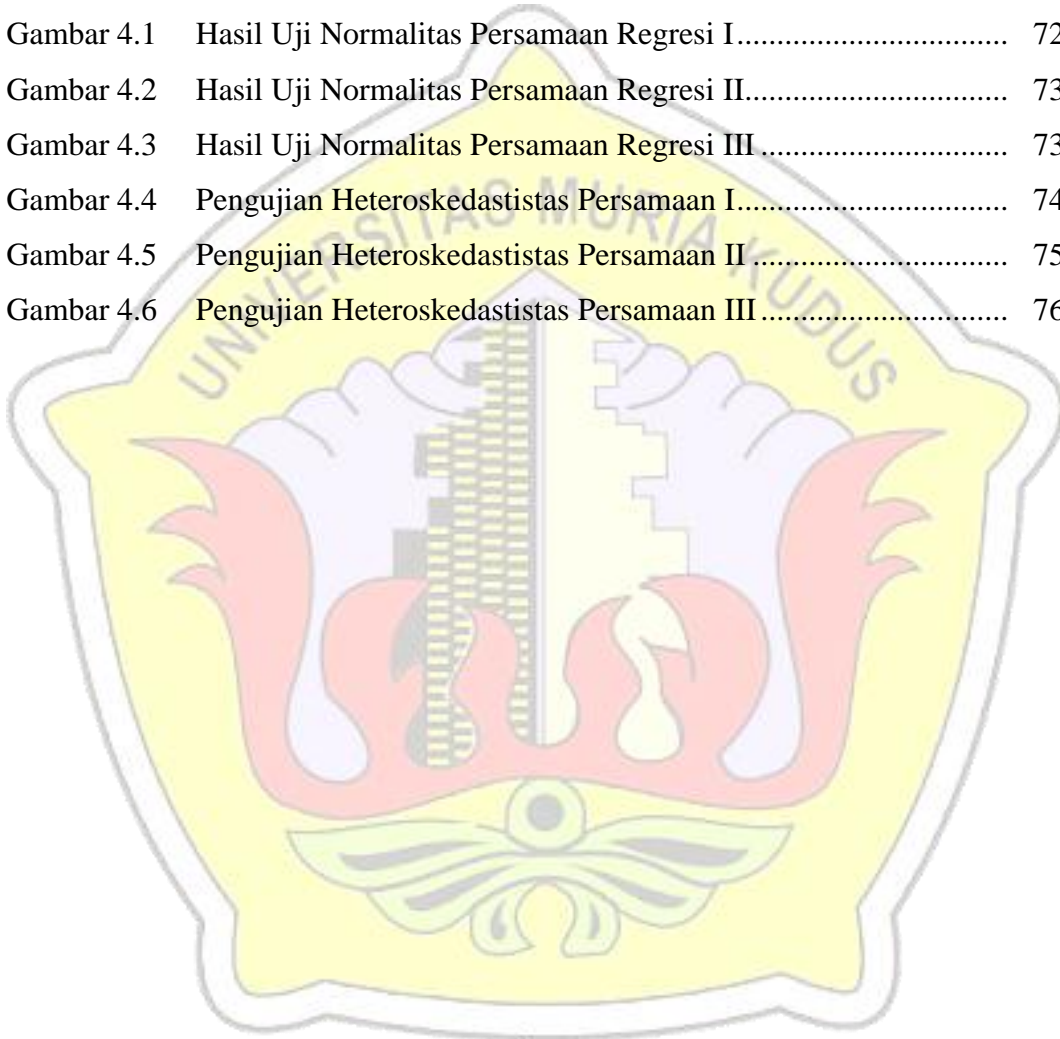 Gambar 4.1 Hasil Uji Normalitas Persamaan Regresi I................................. 72
Gambar 4.2 Hasil Uji Normalitas Persamaan Regresi II................................ 73
Gambar 4.3 Hasil Uji Normalitas Persamaan Regresi III .............................. 73
Gambar 4.4 Pengujian Heteroskedastistas Persamaan I................................. 74
Gambar 4.5 Pengujian Heteroskedastistas Persamaan II ............................... 75
Gambar 4.6 Pengujian Heteroskedastistas Persamaan III .............................. 76
UNIVERSITAS MURIA KUDUS